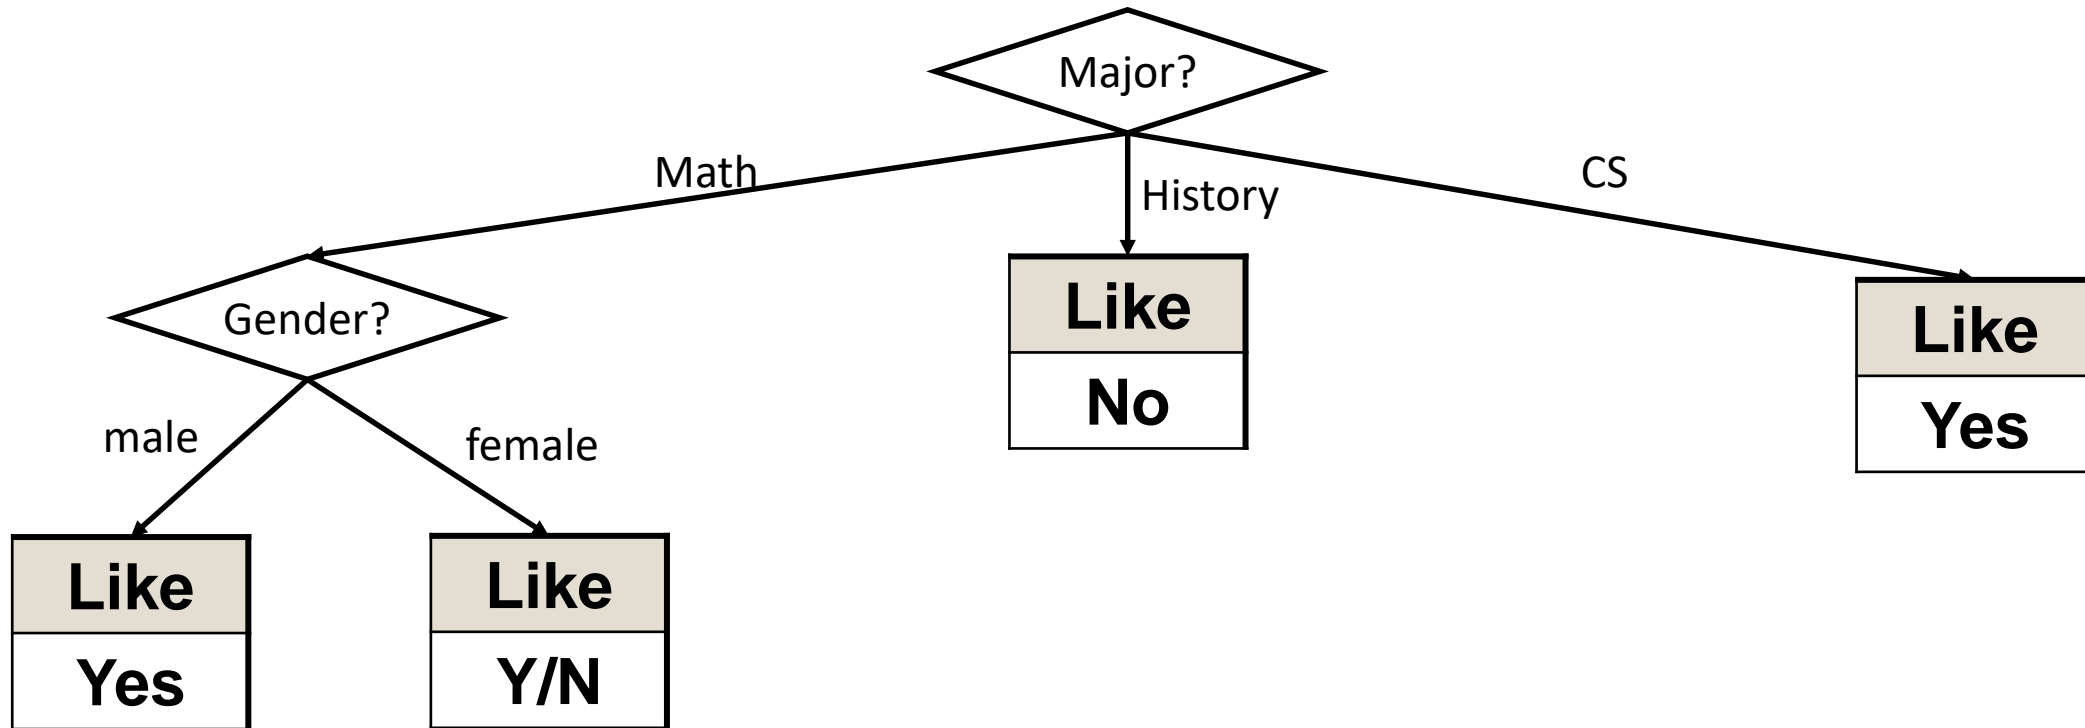 Major?
Math
History
CS
Gender?
Like
No
Like
Yes
male
female
Like
Yes
Like
Y/N